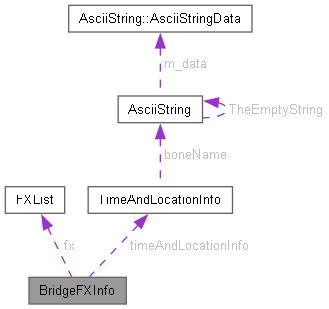 AsciiString::AsciiStringData
m_data
AsciiString
TheEmptyString
boneName
FXList
TimeAndLocationInfo
fx
timeAndLocationInfo
BridgeFXInfo